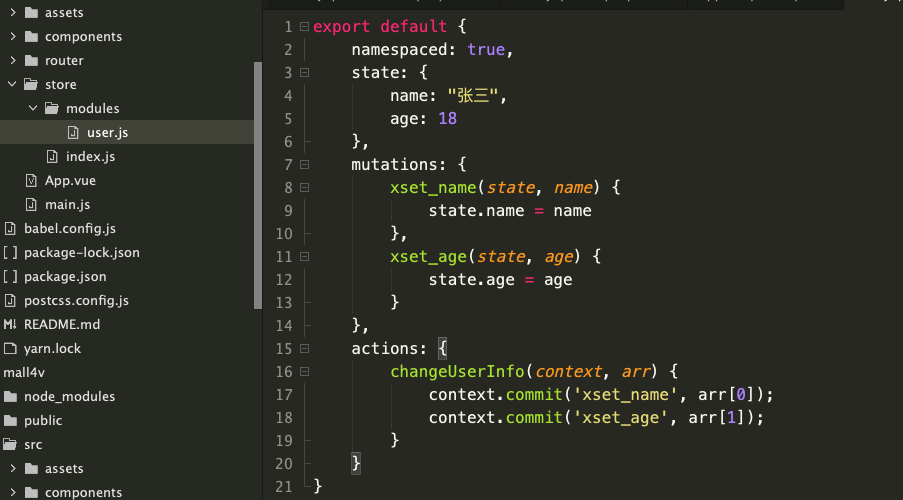 assets
components
router
store
modules
user.js
index.js
App.vue
main.js
babel.config.js
package-lock.json
package.json
postcss.config.js
README.md
yarn.lock
mall4v
node_modules
public
src
assets
components
1 export default {
2 namespaced: true,
3 state: {
4 name: "张三",
5 age: 18
6 },
7 mutations: {
8 xset_name(state, name) {
9 state.name = name
10 },
11 xset_age(state, age) {
12 state.age = age
13 }
14 },
15 actions: {
16 changeUserInfo(context, arr) {
17 context.commit('xset_name', arr[0]);
18 context.commit('xset_age', arr[1]);
19 }
20 }
21 }